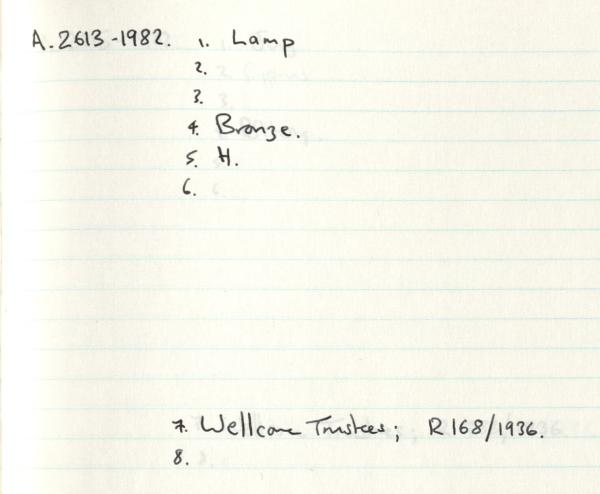 A.2613-1982. 1. Lamp
2.
3.
4. Bronze.
5. H.
6.
7. Wellcome Trustees; R168/1936.
8.